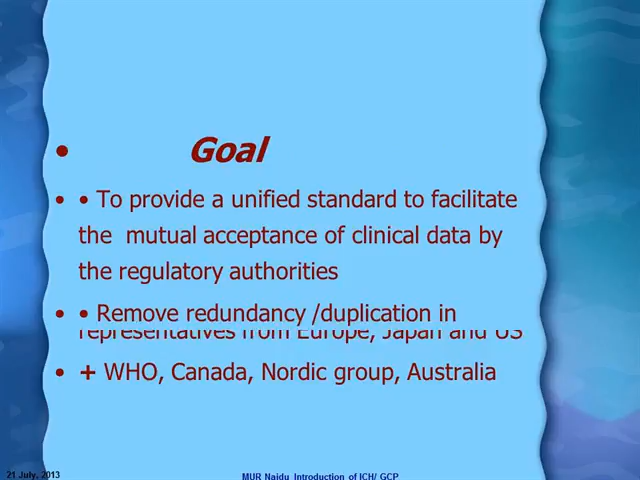 • Goal
• • To provide a unified standard to facilitate
the mutual acceptance of clinical data by
the regulatory authorities
• • Remove redundancy /duplication in
representatives from Europe, Japan and US
• + WHO, Canada, Nordic group, Australia
21 July, 2013
MUR Naidu Introduction of ICH/ GCP